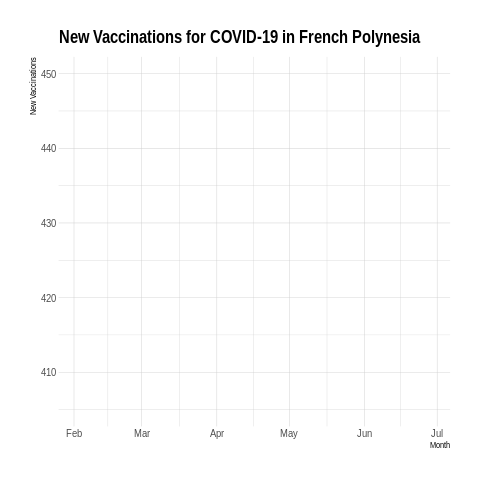 New Vaccinations for COVID-19 in French Polynesia
New Vaccinations
450
440
430
420
410
Feb Mar Apr May Jun Jul
Month